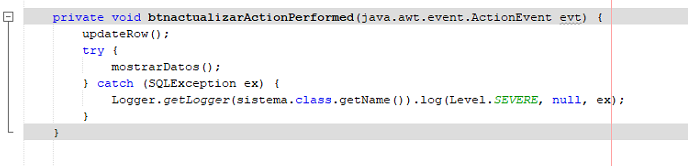 private void btnactualizarActionPerformed(java.awt.event.ActionEvent evt) {
updateRow();
try {
mostrarDatos();
} catch (SQLException ex) {
Logger.getLogger(sistema.class.getName()).log(Level.SEVERE, null, ex);
}
}